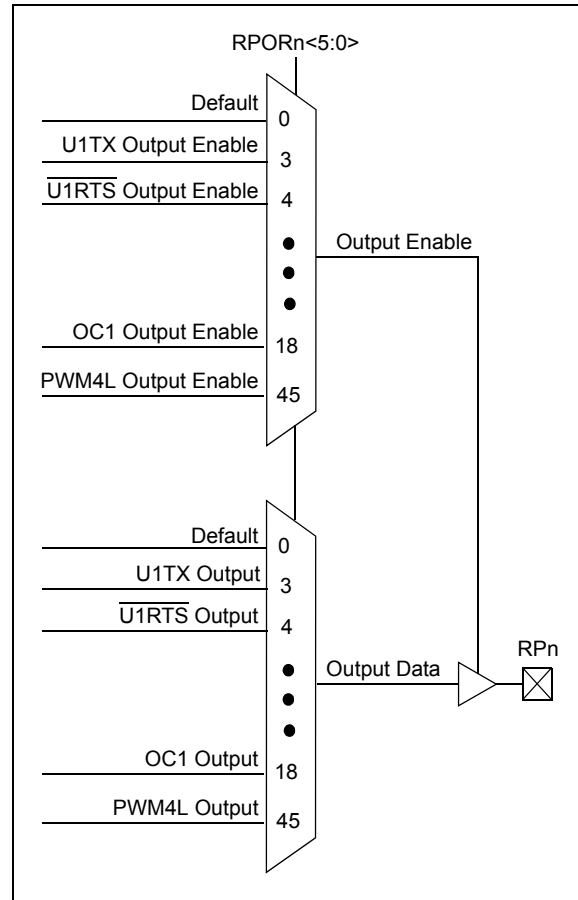 RPORn<5:0>
Default
0
U1TX Output Enable
3
U1RTS Output Enable
4
Output Enable
OC1 Output Enable
18
PWM4L Output Enable
45
Default
0
U1TX Output
3
U1RTS Output
4
RPn
Output Data
OC1 Output
18
PWM4L Output
45